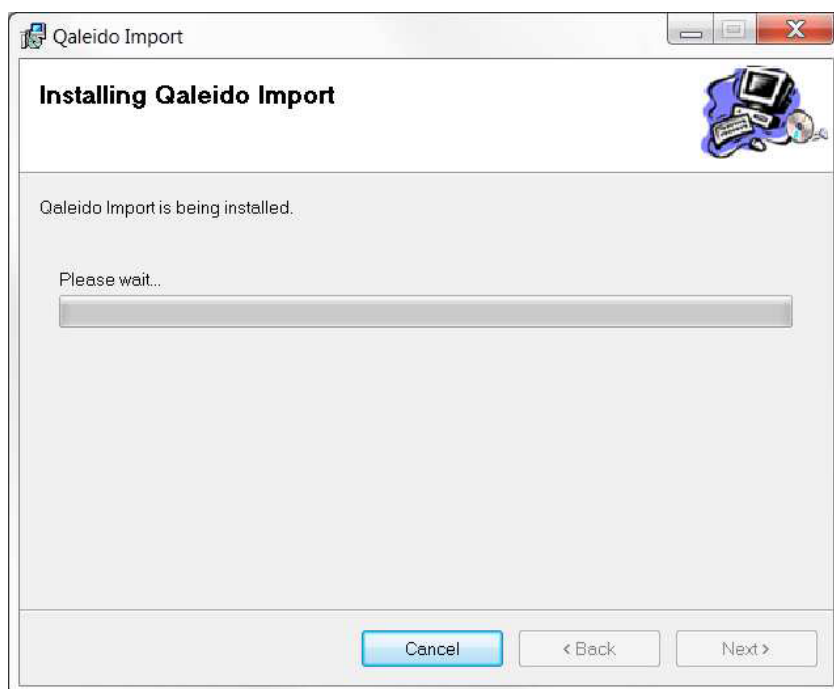 Qaleido Import
Installing Qaleido Import
Qaleido Import is being installed.
Please wait...
Cancel
< Back
Next >